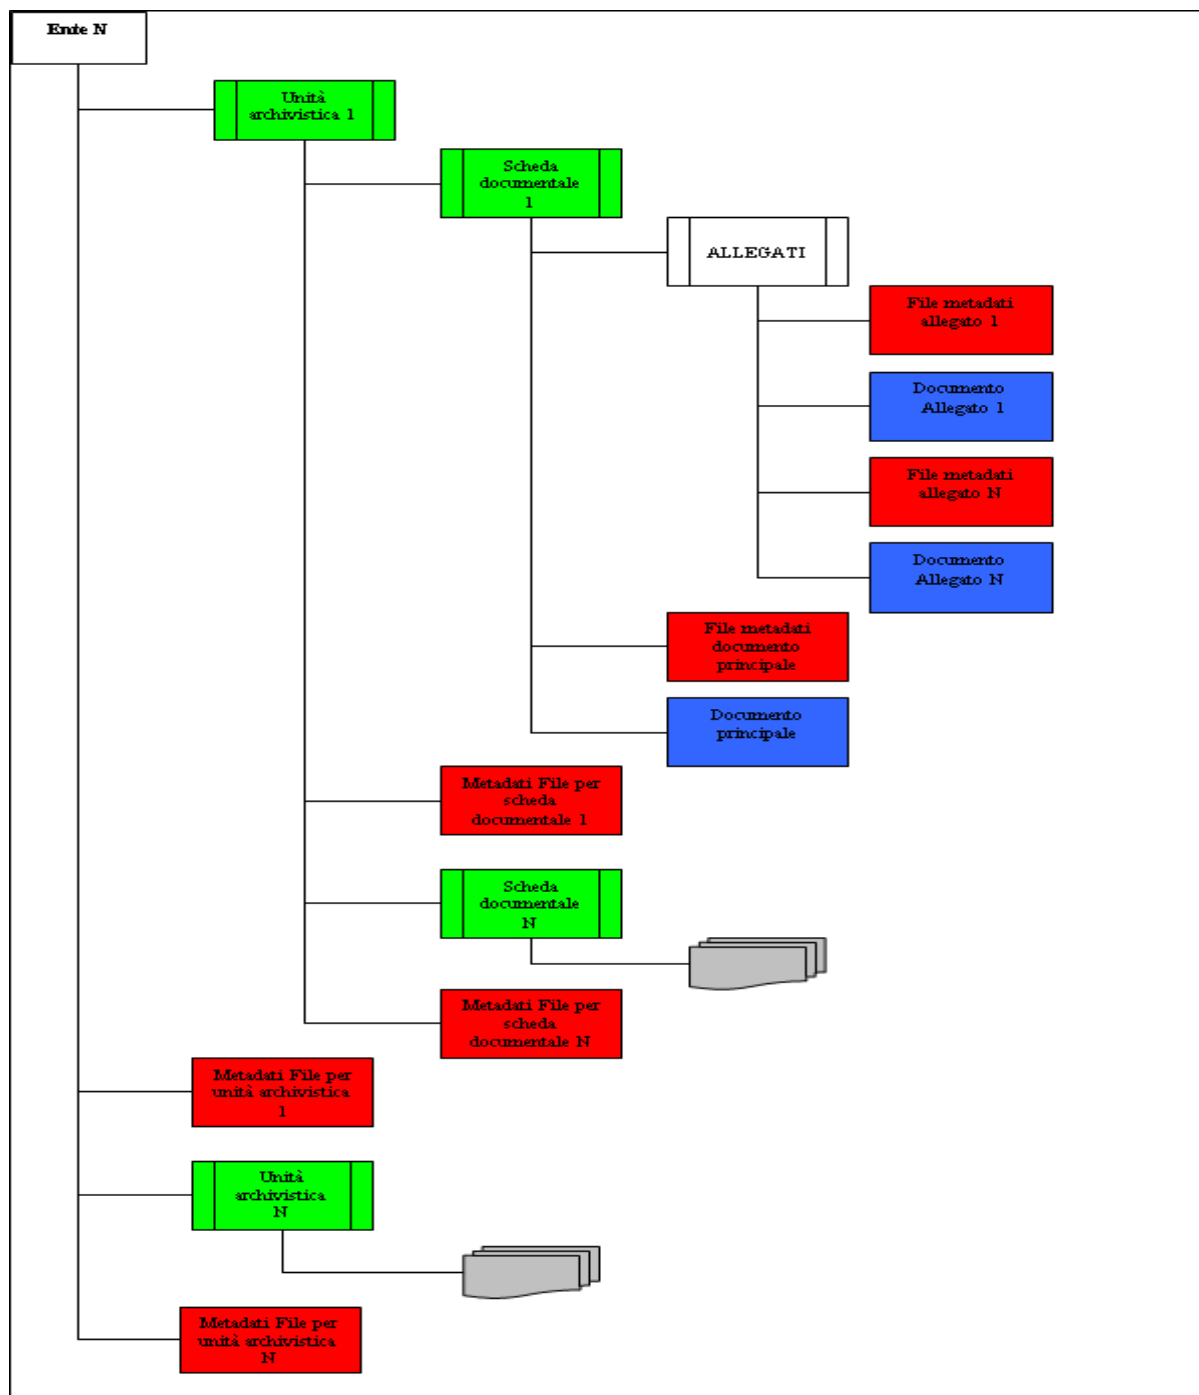 Ente N
Unità
archivistica 1
Scheda
documentale
1
ALLEGATI
File metadati
allegato 1
Documento
Allegato 1
File metadati
allegato N
Documento
Allegato N
File metadati
documento
principale
Documento
principale
Metadati File per
scheda
documentale 1
Scheda
documentale
N
Metadati File per
scheda
documentale N
Metadati File per
unità archivistica
1
Unità
archivistica
N
Metadati File per
unità archivistica
N